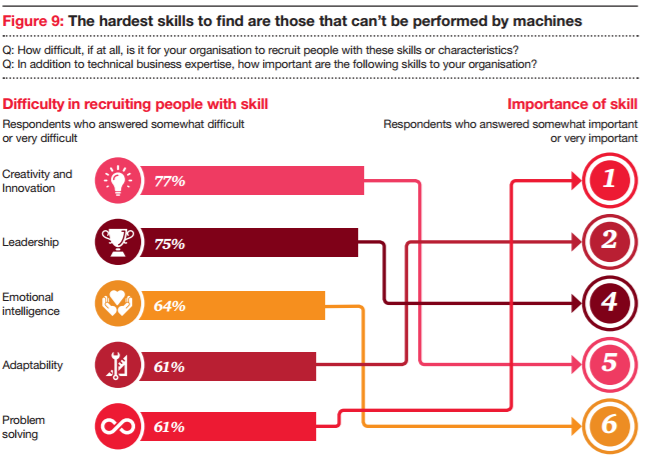 Figure 9: The hardest skills to find are those that can't be performed by machines
Q: How difficult, if at all, is it for your organisation to recruit people with these skills or characteristics?
Q: In addition to technical business expertise, how important are the following skills to your organisation?
Difficulty in recruiting people with skill
Importance of skill
Respondents who answered somewhat difficult
or very difficult
Respondents who answered somewhat important
or very important
Creativity and
Innovation
77%
1
Leadership
75%
2
Emotional
intelligence
64%
4
Adaptability
61%
5
Problem
solving
61%
6